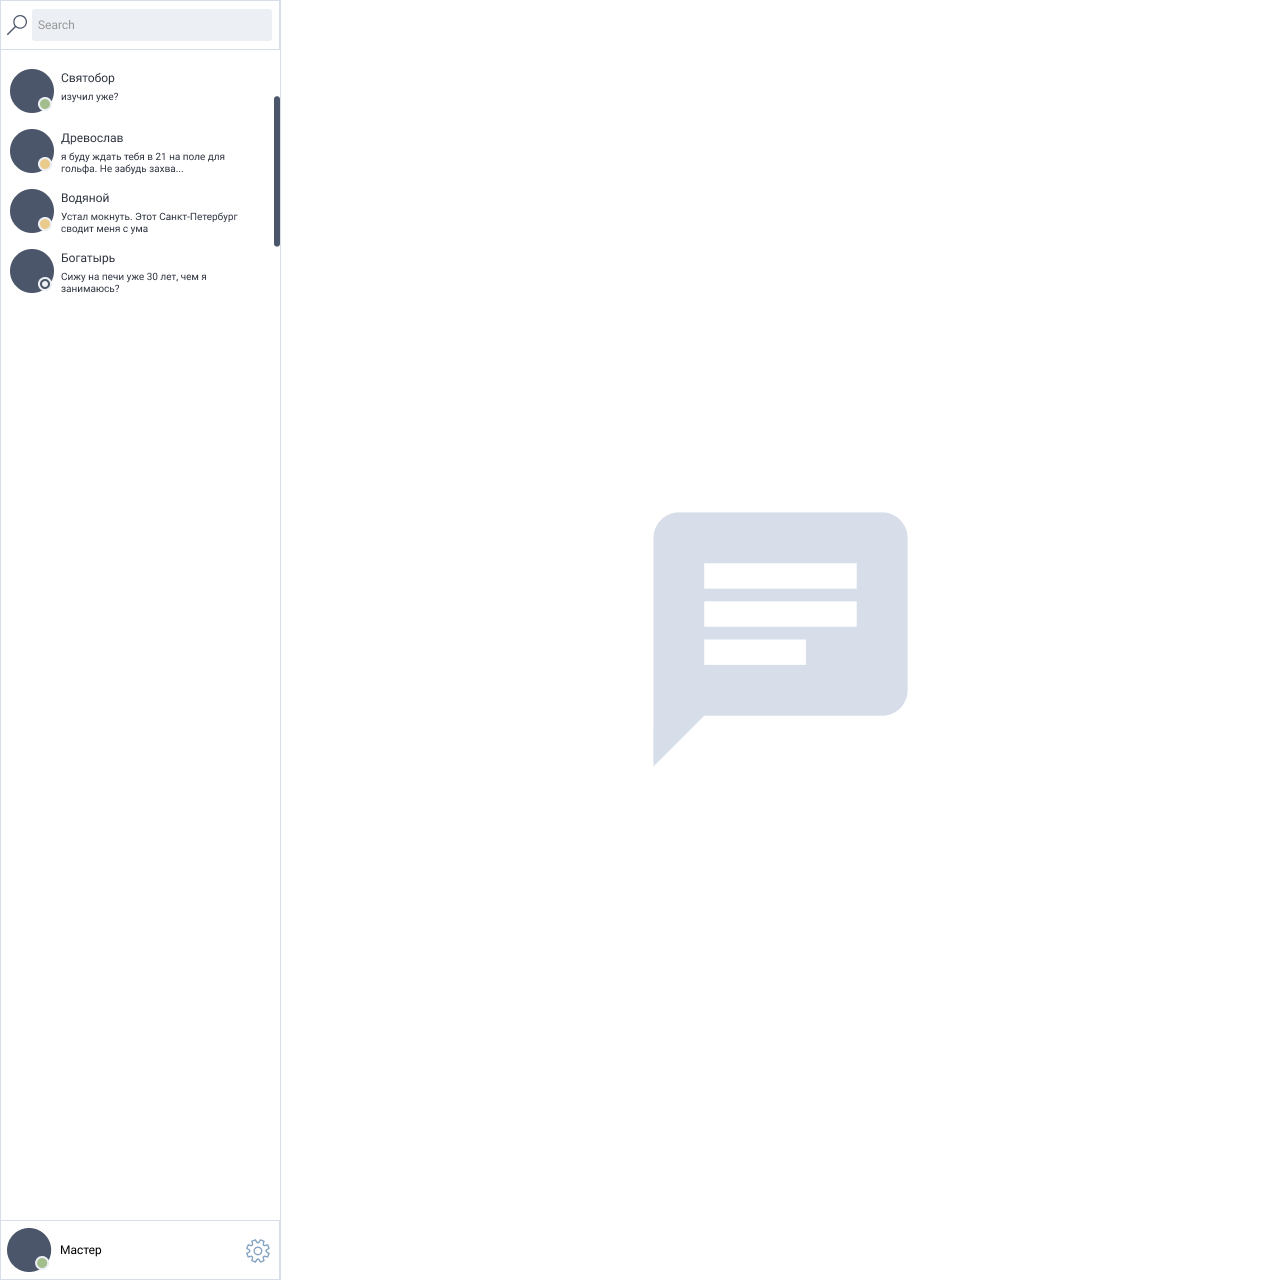 Search
Святобор
изучил уже?
Древослав
я буду ждать тебя в 21 на поле для
гольфа. Не забудь захва...
Водяной
Устал мокнуть. Этот Санкт-Петербург
сводит меня с ума
Богатырь
Сижу на печи уже 30 лет, чем я
занимаюсь?
Мастер